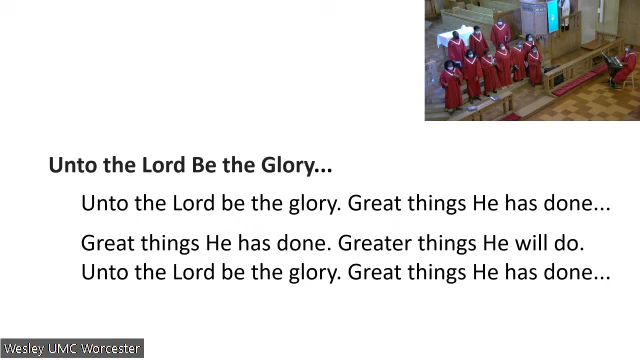 Unto the Lord Be the Glory...
Unto the Lord be the glory. Great things He has done...
Great things He has done. Greater things He will do.
Unto the Lord be the glory. Great things He has done...
Wesley UMC Worcester